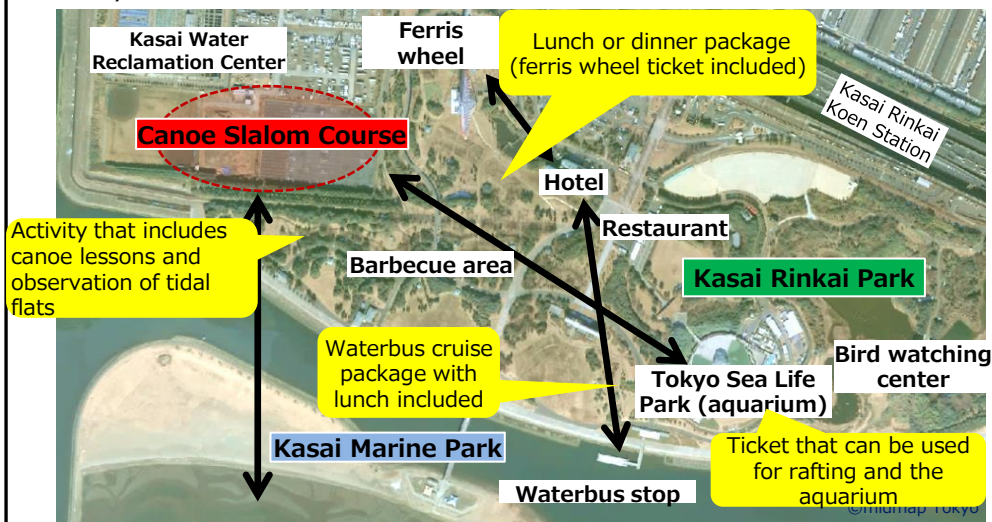 Kasai Water
Reclamation Center
Ferris
wheel
Lunch or dinner package
(ferris wheel ticket included)
Kasai Rinkai
Koen Station
Canoe Slalom Course
Hotel
Restaurant
Activity that includes
canoe lessons and
observation of tidal
flats
Barbecue area
Kasai Rinkai Park
Waterbus cruise
package with
lunch included
Tokyo Sea Life
Park (aquarium)
Bird watching
center
Kasai Marine Park
Ticket that can be used
for rafting and the
aquarium
Waterbus stop
Tokyo